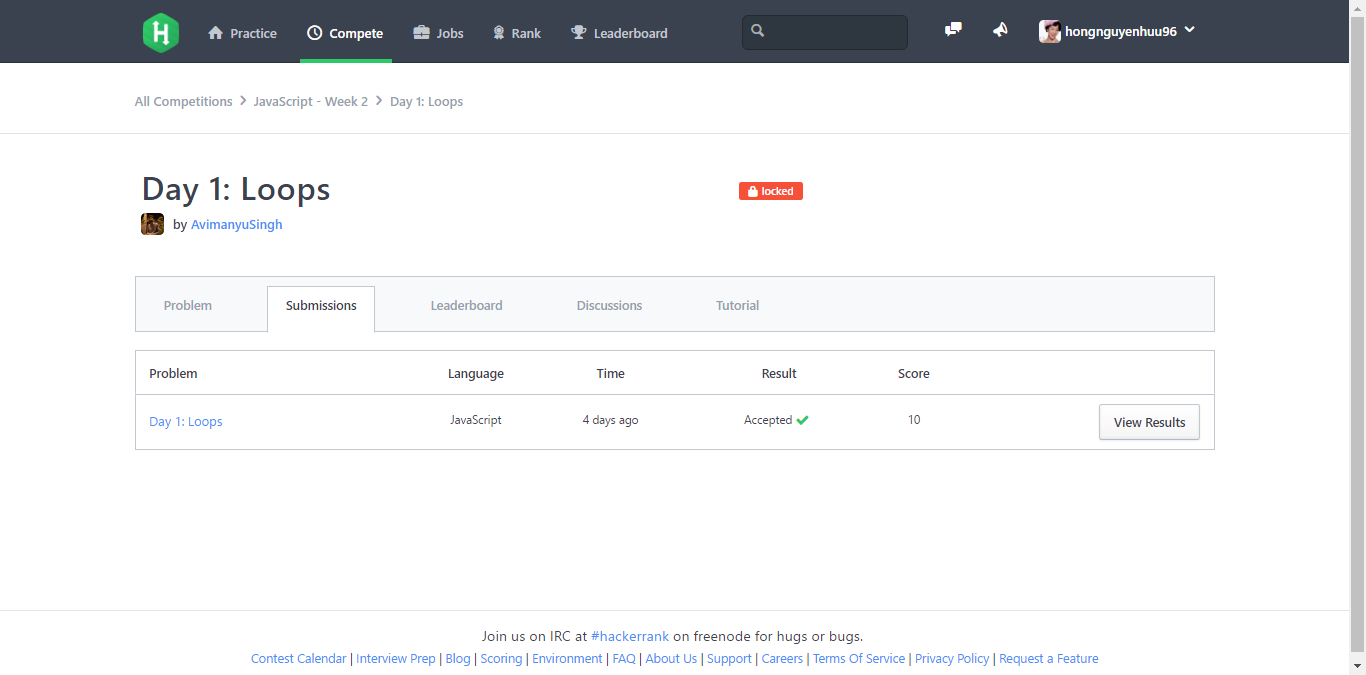 H Practice Compete Jobs Rank Leaderboard hongnguyenhuu96
All Competitions > JavaScript - Week 2 > Day 1: Loops
Day 1: Loops
locked
by AvimanyuSingh
Problem Submissions Leaderboard Discussions Tutorial
Problem Language Time Result Score
Day 1: Loops JavaScript 4 days ago Accepted 10 View Results
Join us on IRC at #hackerrank on freenode for hugs or bugs.
Contest Calendar | Interview Prep | Blog | Scoring | Environment | FAQ | About Us | Support | Careers | Terms Of Service | Privacy Policy | Request a Feature